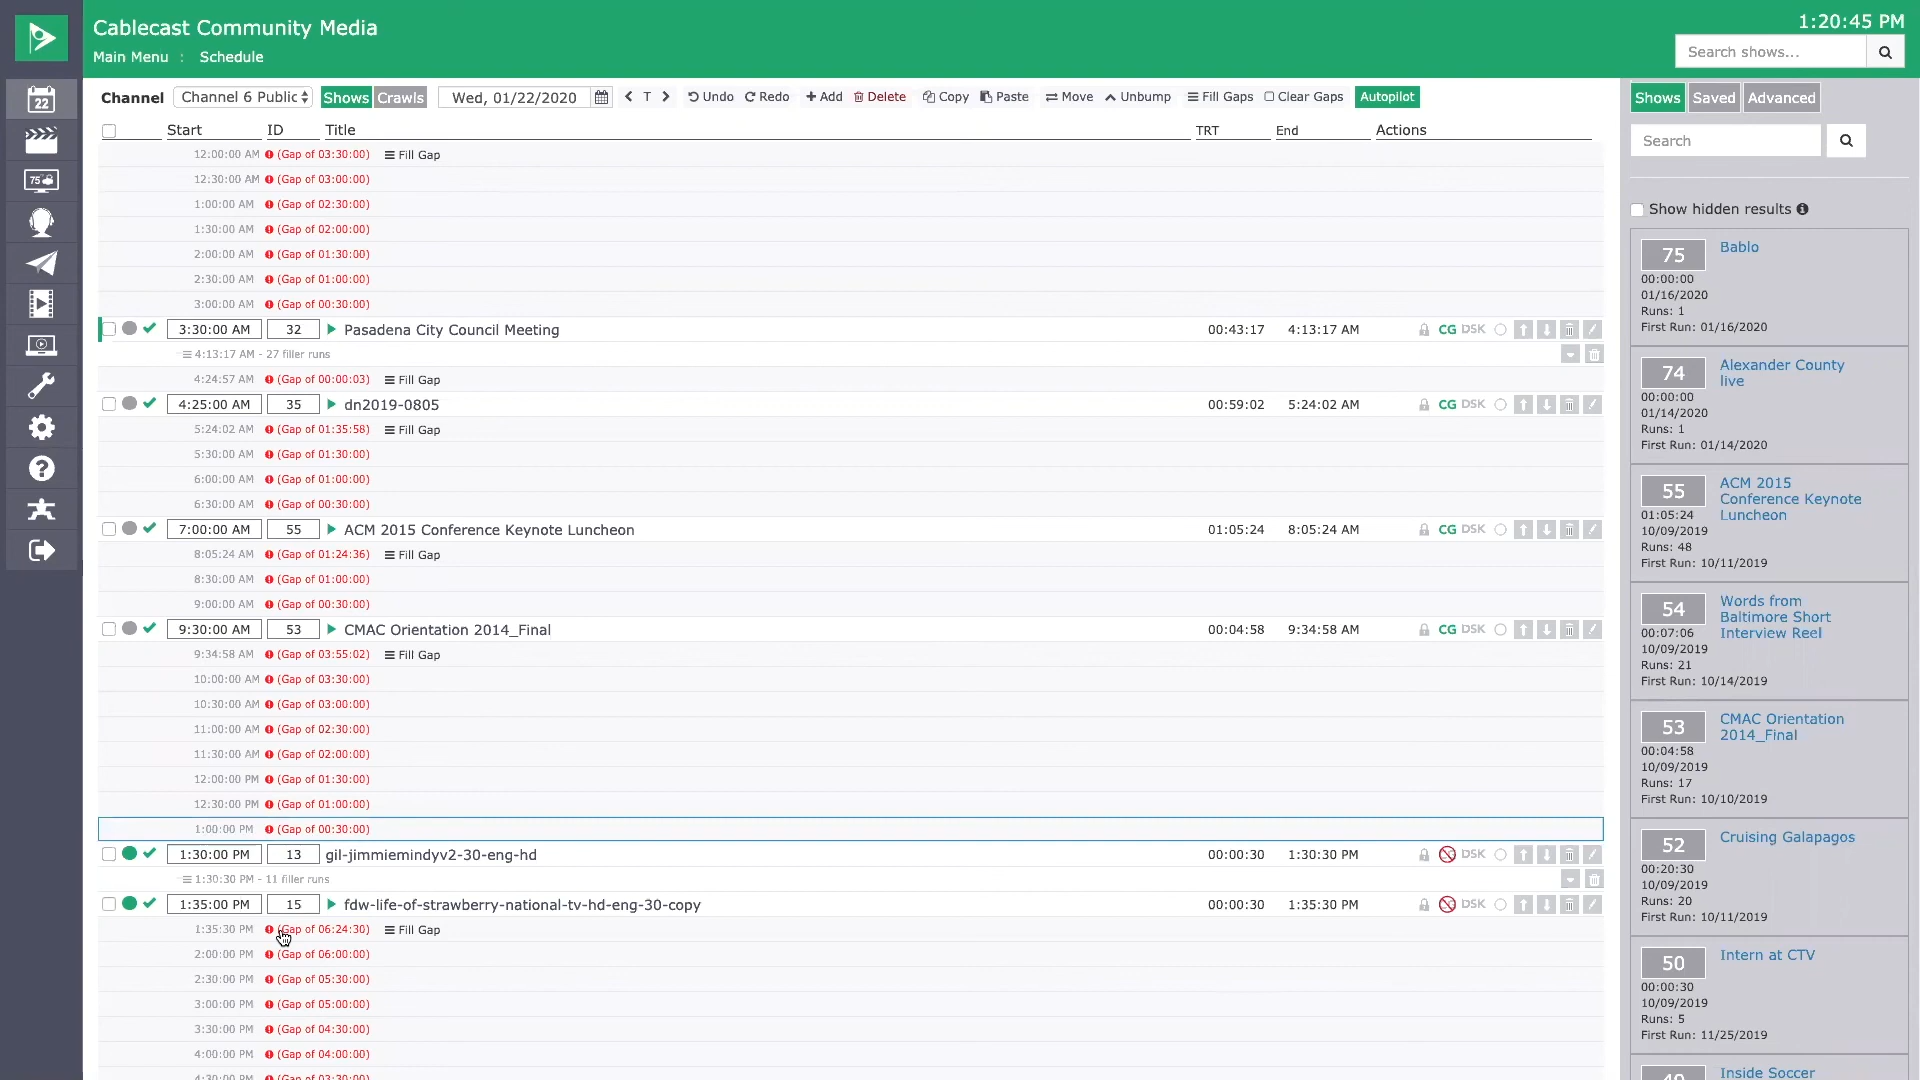 Cablecast Community Media
1:20:45 PM
Main Menu : Schedule
Search shows...
22
75°
Channel
Channel 6 Public
Shows
Crawls
Wed, 01/22/2020
T
Undo
Redo
Add
Delete
Copy
Paste
Move
Unbump
Fill Gaps
Clear Gaps
Autopilot
Start ID Title TRT End Actions
12:00:00 AM (Gap of 03:30:00) Fill Gap
12:30:00 AM (Gap of 03:00:00)
1:00:00 AM (Gap of 02:30:00)
1:30:00 AM (Gap of 02:00:00)
2:00:00 AM (Gap of 01:30:00)
2:30:00 AM (Gap of 01:00:00)
3:00:00 AM (Gap of 00:30:00)
3:30:00 AM 32 Pasadena City Council Meeting 00:43:17 4:13:17 AM CG DSK
4:13:17 AM - 27 filler runs
4:24:57 AM (Gap of 00:00:03) Fill Gap
4:25:00 AM 35 dn2019-0805 00:59:02 5:24:02 AM CG DSK
5:24:02 AM (Gap of 01:35:58) Fill Gap
5:30:00 AM (Gap of 01:30:00)
6:00:00 AM (Gap of 01:00:00)
6:30:00 AM (Gap of 00:30:00)
7:00:00 AM 55 ACM 2015 Conference Keynote Luncheon 01:05:24 8:05:24 AM CG DSK
8:05:24 AM (Gap of 01:24:36) Fill Gap
8:30:00 AM (Gap of 01:00:00)
9:00:00 AM (Gap of 00:30:00)
9:30:00 AM 53 CMAC Orientation 2014_Final 00:04:58 9:34:58 AM CG DSK
9:34:58 AM (Gap of 03:55:02) Fill Gap
10:00:00 AM (Gap of 03:30:00)
10:30:00 AM (Gap of 03:00:00)
11:00:00 AM (Gap of 02:30:00)
11:30:00 AM (Gap of 02:00:00)
12:00:00 PM (Gap of 01:30:00)
12:30:00 PM (Gap of 01:00:00)
1:00:00 PM (Gap of 00:30:00)
1:30:00 PM 13 gil-jimmiemindyv2-30-eng-hd 00:00:30 1:30:30 PM DSK
1:30:30 PM - 11 filler runs
1:35:00 PM 15 fdw-life-of-strawberry-national-tv-hd-eng-30-copy 00:00:30 1:35:30 PM DSK
1:35:30 PM (Gap of 06:24:30) Fill Gap
2:00:00 PM (Gap of 06:00:00)
2:30:00 PM (Gap of 05:30:00)
3:00:00 PM (Gap of 05:00:00)
3:30:00 PM (Gap of 04:30:00)
4:00:00 PM (Gap of 04:00:00)
4:30:00 PM (Gap of 03:30:00)
Shows
Saved
Advanced
Search
Show hidden results
75 Bablo
00:00:00
01/16/2020
Runs: 1
First Run: 01/16/2020
74 Alexander County
live
00:00:00
01/14/2020
Runs: 1
First Run: 01/14/2020
55 ACM 2015
Conference Keynote
Luncheon
01:05:24
10/09/2019
Runs: 48
First Run: 10/11/2019
54 Words from
Baltimore Short
Interview Reel
00:07:06
10/09/2019
Runs: 21
First Run: 10/14/2019
53 CMAC Orientation
2014_Final
00:04:58
10/09/2019
Runs: 17
First Run: 10/10/2019
52 Cruising Galapagos
00:20:30
10/09/2019
Runs: 20
First Run: 10/11/2019
50 Intern at CTV
00:00:30
10/09/2019
Runs: 5
First Run: 11/25/2019
Inside Soccer